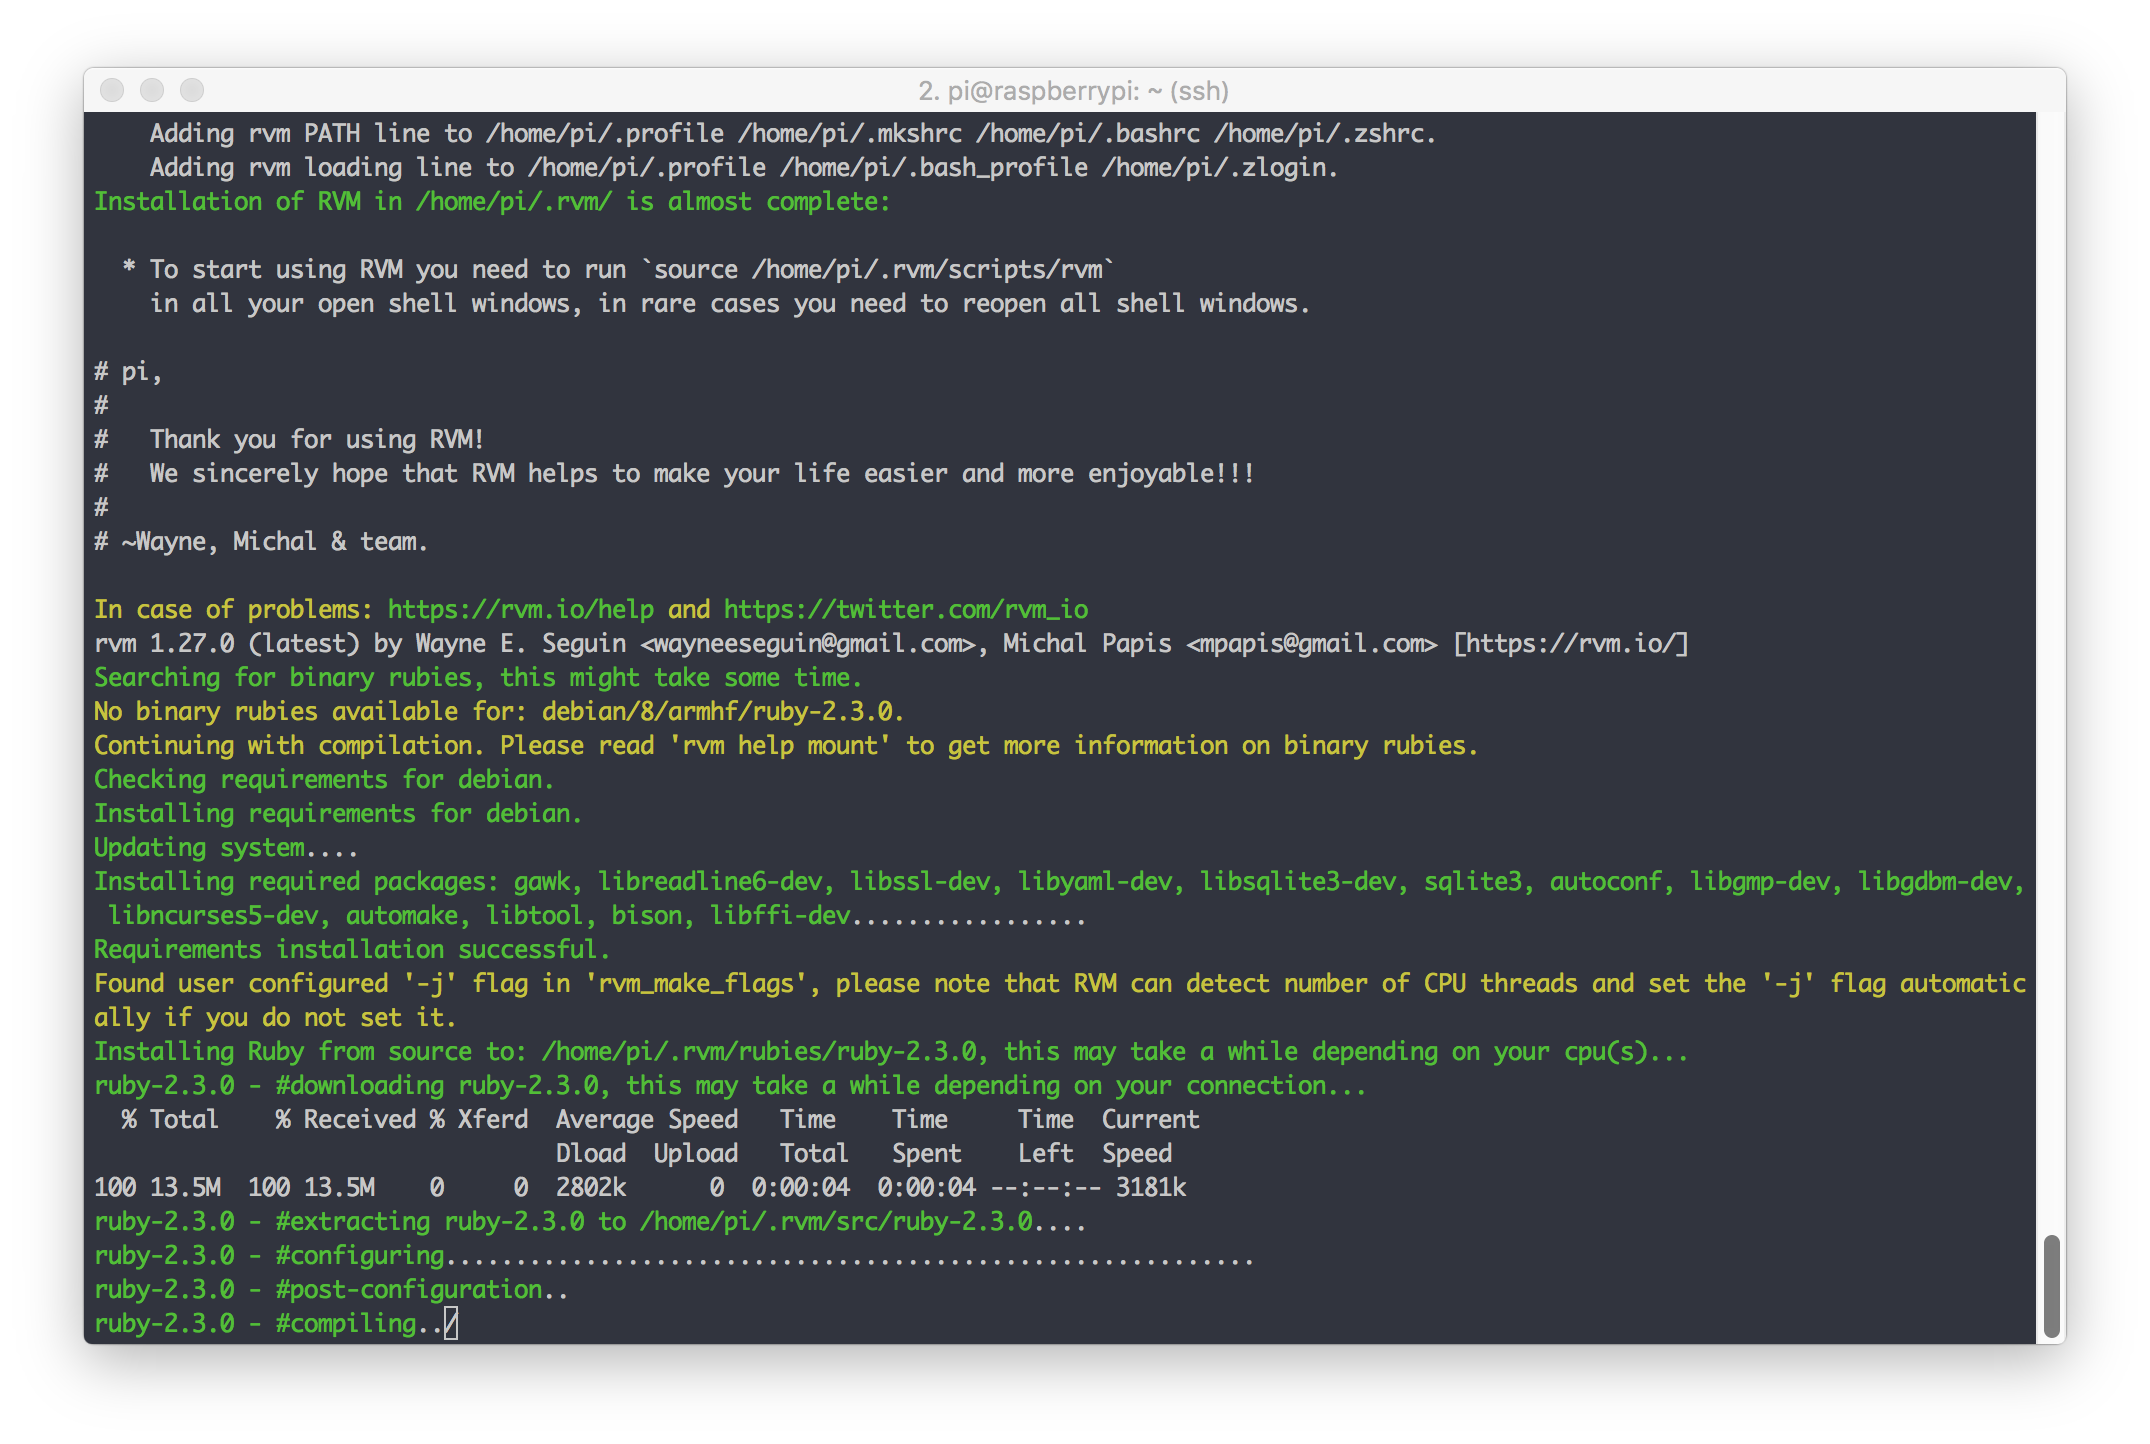 2. pi@raspberrypi: ~ (ssh)
    Adding rvm PATH line to /home/pi/.profile /home/pi/.mkshrc /home/pi/.bashrc /home/pi/.zshrc.
    Adding rvm loading line to /home/pi/.profile /home/pi/.bash_profile /home/pi/.zlogin.
Installation of RVM in /home/pi/.rvm/ is almost complete:

  * To start using RVM you need to run `source /home/pi/.rvm/scripts/rvm`
    in all your open shell windows, in rare cases you need to reopen all shell windows.

# pi,
#
#   Thank you for using RVM!
#   We sincerely hope that RVM helps to make your life easier and more enjoyable!!!
#
# ~Wayne, Michal & team.

In case of problems: https://rvm.io/help and https://twitter.com/rvm_io
rvm 1.27.0 (latest) by Wayne E. Seguin <wayneeseguin@gmail.com>, Michal Papis <mpapis@gmail.com> [https://rvm.io/]
Searching for binary rubies, this might take some time.
No binary rubies available for: debian/8/armhf/ruby-2.3.0.
Continuing with compilation. Please read 'rvm help mount' to get more information on binary rubies.
Checking requirements for debian.
Installing requirements for debian.
Updating system....
Installing required packages: gawk, libreadline6-dev, libssl-dev, libyaml-dev, libsqlite3-dev, sqlite3, autoconf, libgmp-dev, libgdbm-dev,
 libncurses5-dev, automake, libtool, bison, libffi-dev.................
Requirements installation successful.
Found user configured '-j' flag in 'rvm_make_flags', please note that RVM can detect number of CPU threads and set the '-j' flag automatic
ally if you do not set it.
Installing Ruby from source to: /home/pi/.rvm/rubies/ruby-2.3.0, this may take a while depending on your cpu(s)...
ruby-2.3.0 - #downloading ruby-2.3.0, this may take a while depending on your connection...
  % Total    % Received % Xferd  Average Speed   Time    Time     Time  Current
                                 Dload  Upload   Total   Spent    Left  Speed
100 13.5M  100 13.5M    0     0  2802k      0  0:00:04  0:00:04 --:--:-- 3181k
ruby-2.3.0 - #extracting ruby-2.3.0 to /home/pi/.rvm/src/ruby-2.3.0....
ruby-2.3.0 - #configuring..........................................................
ruby-2.3.0 - #post-configuration..
ruby-2.3.0 - #compiling../